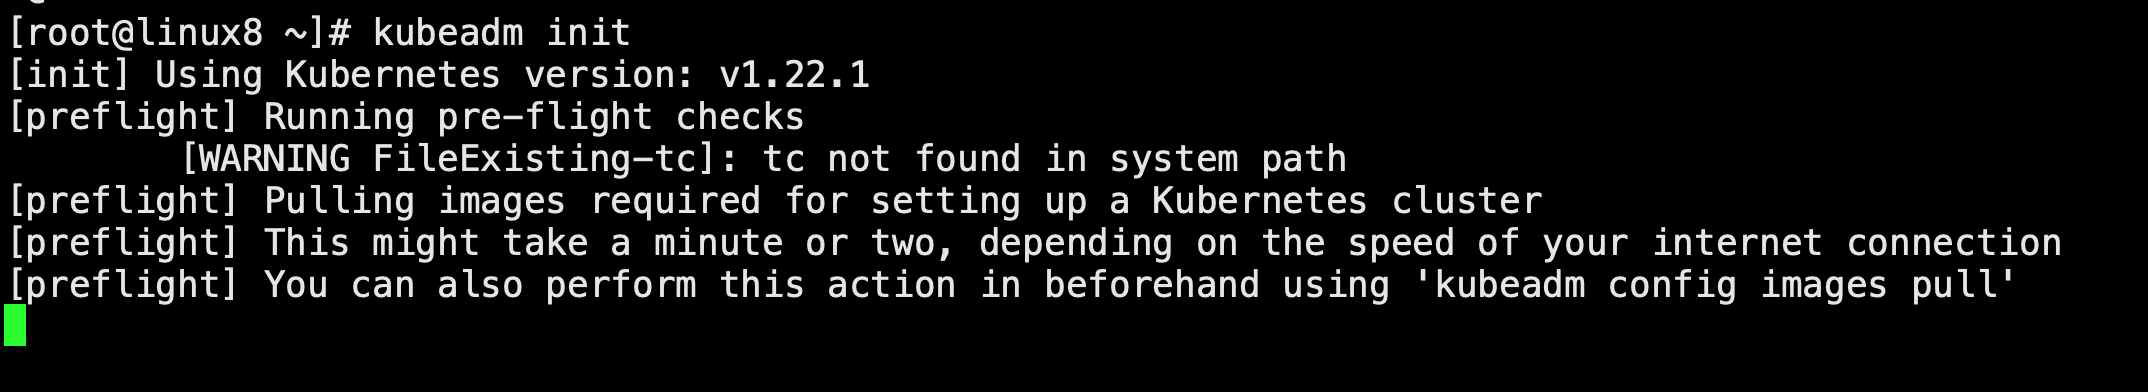 [root@linux8 ~]# kubeadm init
[init] Using Kubernetes version: v1.22.1
[preflight] Running pre-flight checks
[WARNING FileExisting-tc]: tc not found in system path
[preflight] Pulling images required for setting up a Kubernetes cluster
[preflight] This might take a minute or two, depending on the speed of your internet connection
[preflight] You can also perform this action in beforehand using 'kubeadm config images pull'